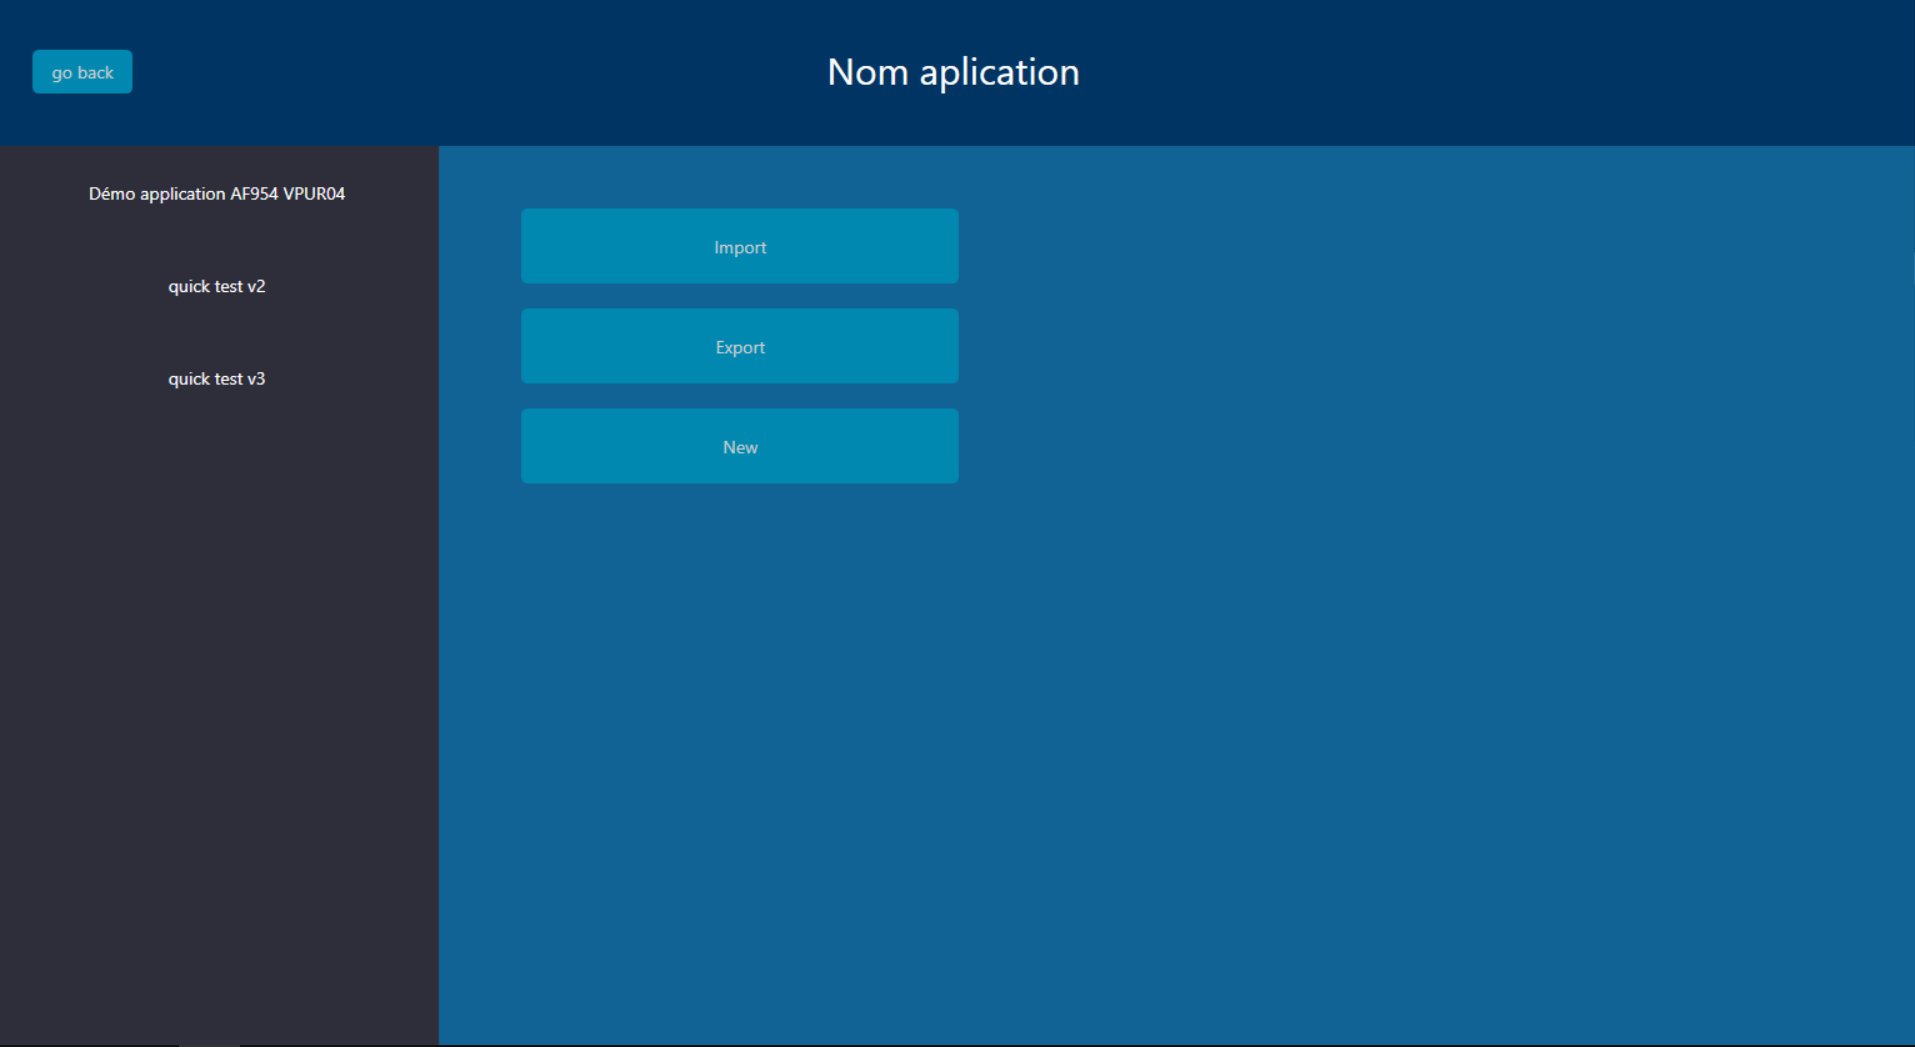 go back
Nom aplication
Démo application AF954 VPUR04
quick test v2
quick test v3
Import
Export
New